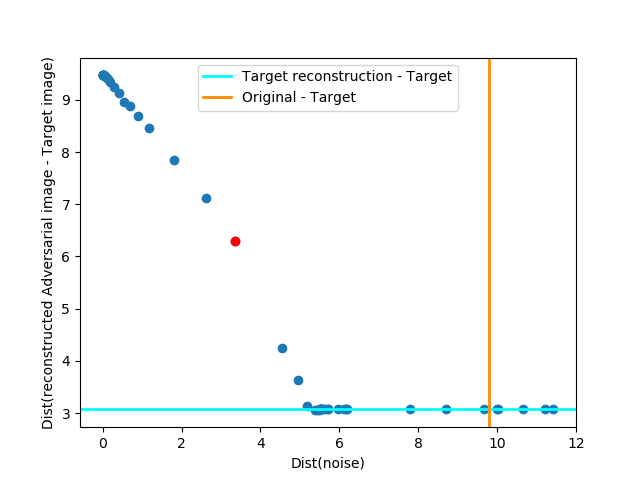 Target reconstruction - Target
Original - Target
Dist(reconstructed Adversarial image - Target image)
9
8
7
6
5
4
3
0 2 4 6 8 10 12
Dist(noise)